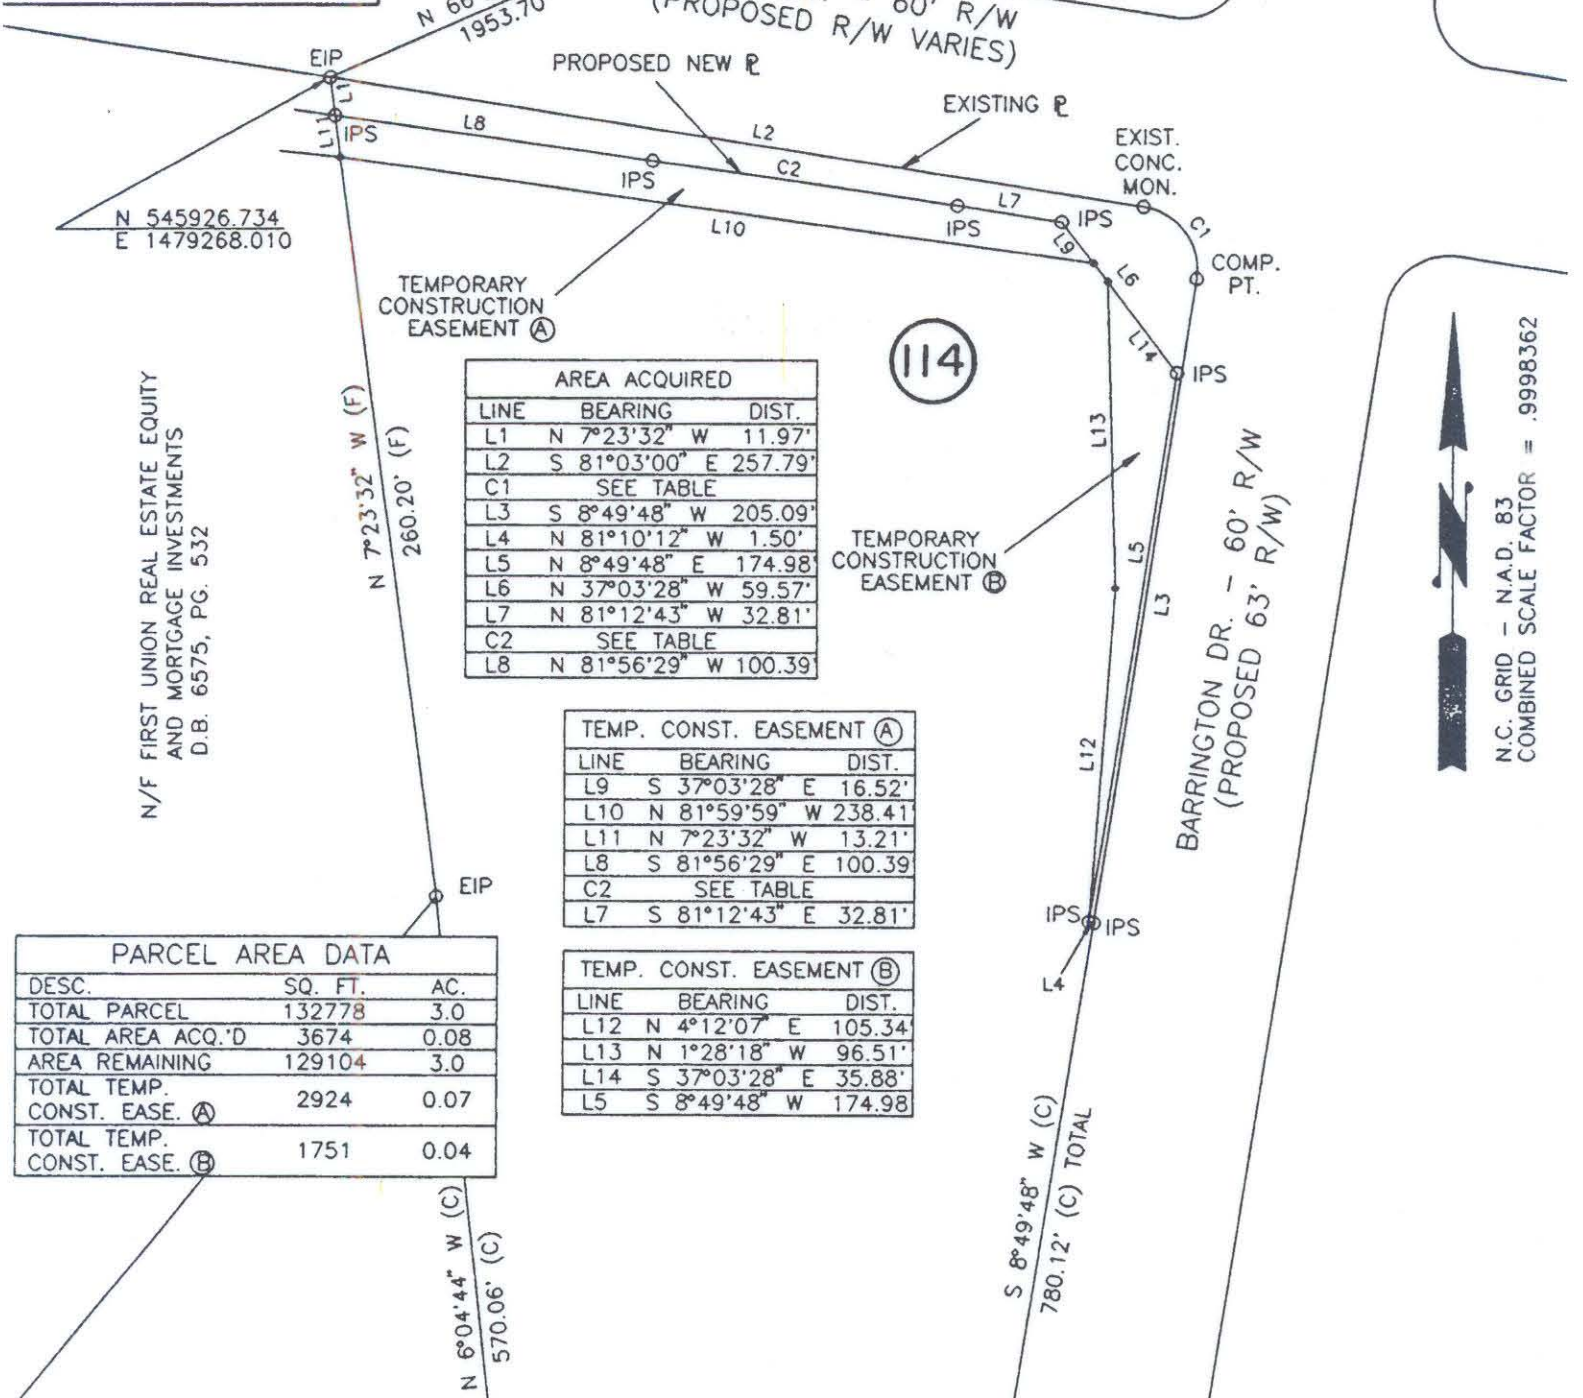 N 66
1953.70
60' R/W
(PROPOSED R/W VARIES)
EIP
PROPOSED NEW PL
EXISTING PL
L1
L11
IPS
L8
L2
C2
IPS
EXIST.
CONC.
MON.
L7
IPS
IPS
C1
L10
L9
L6
COMP.
PT.
N 545926.734
E 1479268.010
TEMPORARY
CONSTRUCTION
EASEMENT Ⓐ
114
L14
IPS
N/F FIRST UNION REAL ESTATE EQUITY
AND MORTGAGE INVESTMENTS
D.B. 6575, PG. 532
N 7°23'32" W (F)
260.20' (F)
AREA ACQUIRED
LINE BEARING DIST.
L1 N 7°23'32" W 11.97'
L2 S 81°03'00" E 257.79'
C1 SEE TABLE
L3 S 8°49'48" W 205.09'
L4 N 81°10'12" W 1.50'
L5 N 8°49'48" E 174.98'
L6 N 37°03'28" W 59.57'
L7 N 81°12'43" W 32.81'
C2 SEE TABLE
L8 N 81°56'29" W 100.39'
L13
TEMPORARY
CONSTRUCTION
EASEMENT Ⓑ
L5
L3
L12
BARRINGTON DR. - 60' R/W
(PROPOSED 63' R/W)
N
N.C. GRID - N.A.D. 83
COMBINED SCALE FACTOR = .9998362
TEMP. CONST. EASEMENT Ⓐ
LINE BEARING DIST.
L9 S 37°03'28" E 16.52'
L10 N 81°59'59" W 238.41'
L11 N 7°23'32" W 13.21'
L8 S 81°56'29" E 100.39
C2 SEE TABLE
L7 S 81°12'43" E 32.81'
EIP
IPS
IPS
L4
PARCEL AREA DATA
DESC. SQ. FT. AC.
TOTAL PARCEL 132778 3.0
TOTAL AREA ACQ.'D 3674 0.08
AREA REMAINING 129104 3.0
TOTAL TEMP.
CONST. EASE. Ⓐ 2924 0.07
TOTAL TEMP.
CONST. EASE. Ⓑ 1751 0.04
TEMP. CONST. EASEMENT Ⓑ
LINE BEARING DIST.
L12 N 4°12'07" E 105.34'
L13 N 1°28'18" W 96.51'
L14 S 37°03'28" E 35.88'
L5 S 8°49'48" W 174.98
N 6°04'44" W (C)
570.06' (C)
S 8°49'48" W (C)
780.12' (C) TOTAL